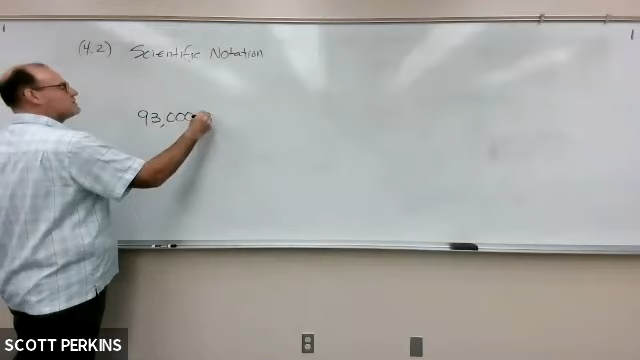 (4.2) Scientific Notation
93,000
SCOTT PERKINS